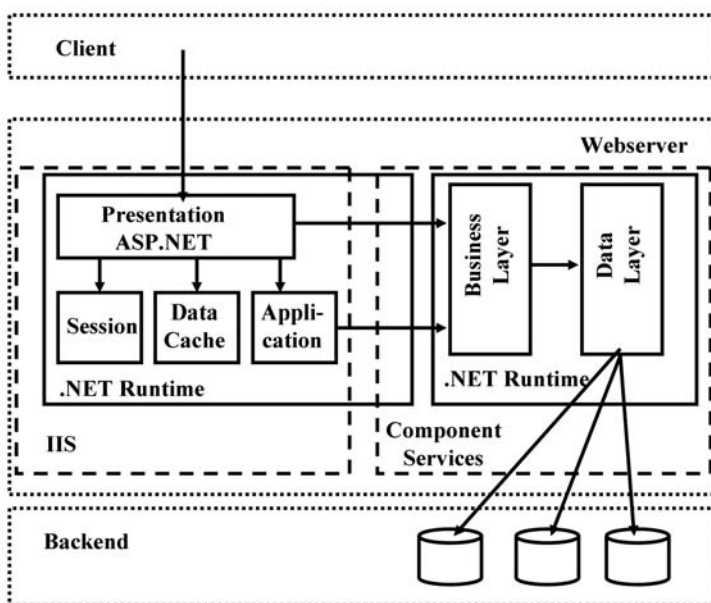 Client
Webserver
Presentation
ASP.NET
Session
Data
Cache
Appli-
cation
.NET Runtime
IIS
Business
Layer
Data
Layer
.NET Runtime
Component
Services
Backend